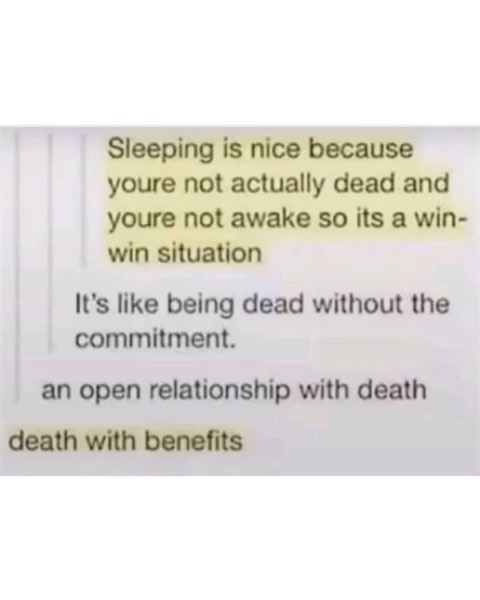 Sleeping is nice because
youre not actually dead and
youre not awake so its a win-
win situation
It's like being dead without the
commitment.
an open relationship with death
death with benefits